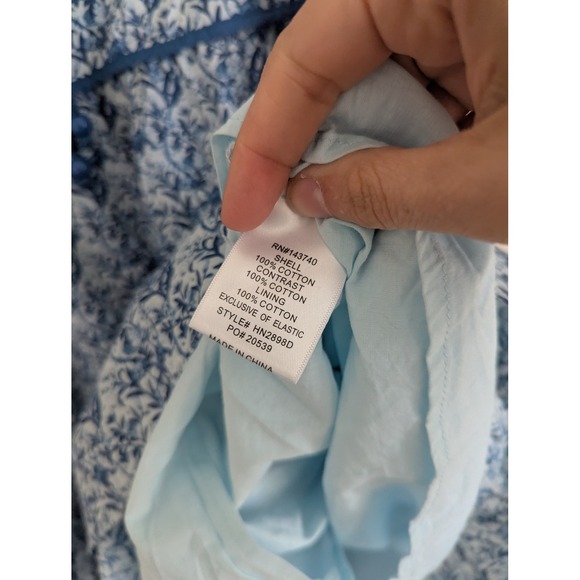 RN#143740
SHELL
100% COTTON
CONTRAST
100% COTTON
LINING
100% COTTON
EXCLUSIVE OF ELASTIC
STYLE# HN2898D
PO# 20539
MADE IN CHINA